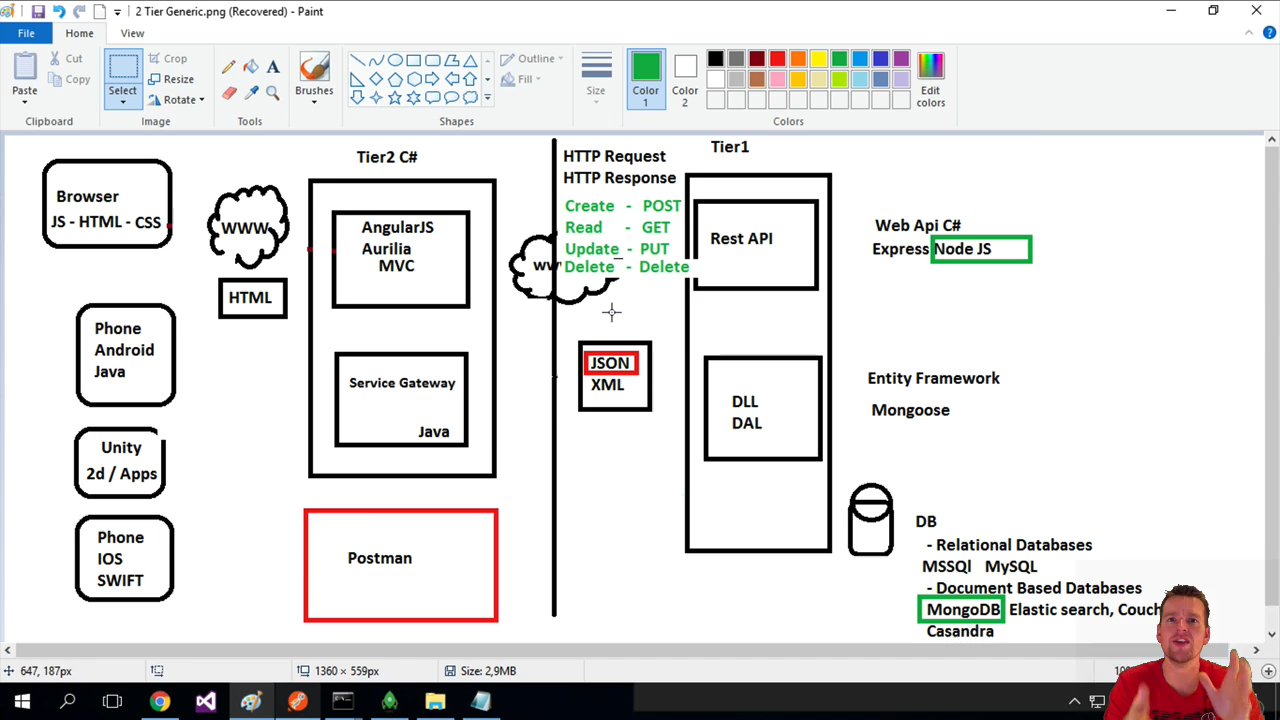 2 Tier Generic.png (Recovered) - Paint
File Home View
Paste
Cut
Copy
Clipboard
Select
Crop
Resize
Rotate
Image
A
Tools
Brushes
Outline
Fill
Shapes
Size
Color 1
Color 2
Edit colors
Colors
Tier2 C#
HTTP Request
HTTP Response
Tier1
Browser
JS - HTML - CSS
WWW
HTML
AngularJS
Aurilia
MVC
Create - POST
Read - GET
Update - PUT
Delete - Delete
Rest API
Web Api C#
Express Node JS
Phone
Android
Java
Service Gateway
Java
JSON
XML
DLL
DAL
Entity Framework
Mongoose
Unity
2d / Apps
Phone
IOS
SWIFT
Postman
DB
- Relational Databases
MSSQl MySQL
- Document Based Databases
MongoDB Elastic search, Couch
Casandra
647, 187px
1360 × 559px
Size: 2,9MB